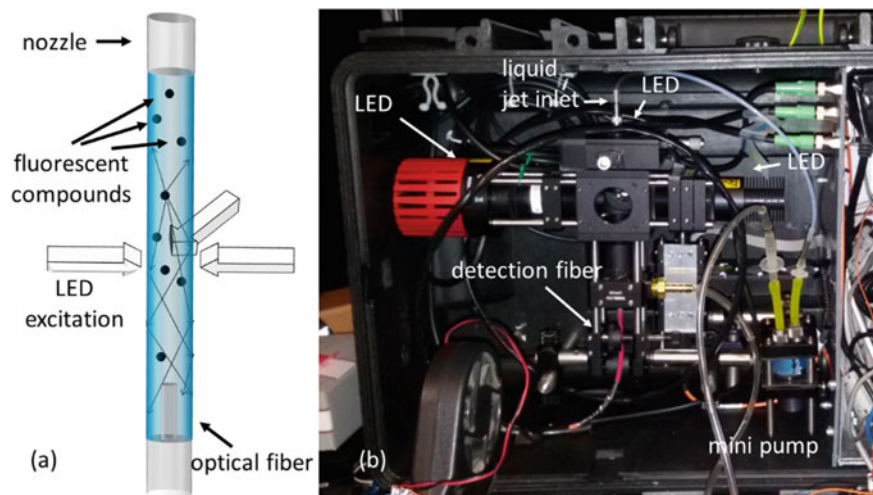 nozzle
fluorescent
compounds
LED
excitation
(a)
optical fiber
liquid
jet inlet
LED
LED
LED
detection fiber
mini pump
(b)